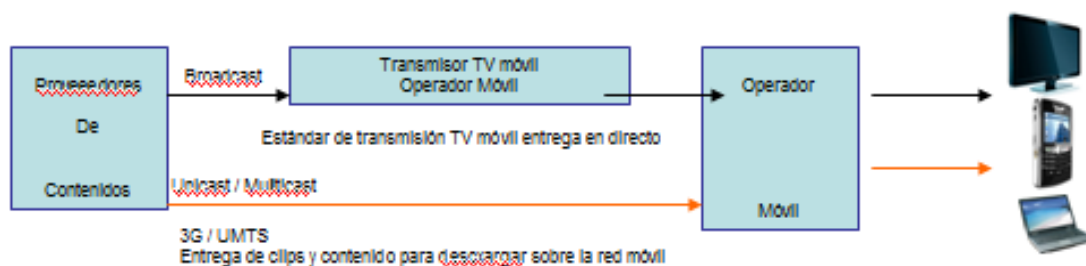 Proveedores
De
Contenidos
Broadcast
Transmisor TV móvil
Operador Móvil
Estándar de transmisión TV móvil entrega en directo
Unicast / Multicast
3G / UMTS
Entrega de clips y contenido para descxargar sobre la red móvil
Operador
Móvil